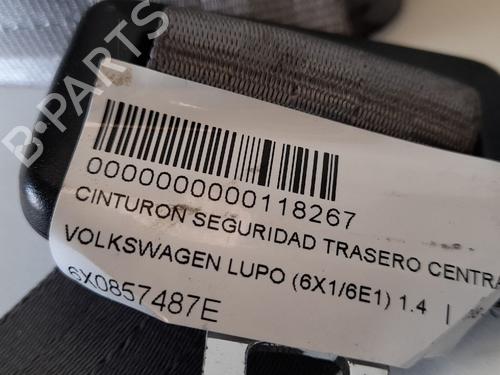 0000000000118267
CINTURON SEGURIDAD TRASERO CENTRA
VOLKSWAGEN LUPO (6X1/6E1) 1.4 |
6X0857487E
B-PARTS